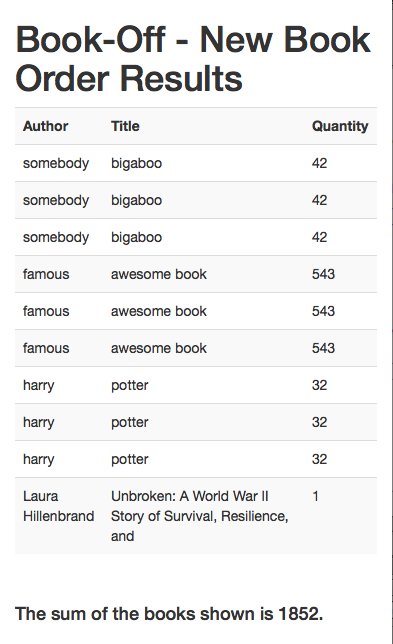 Book-Off - New Book
Order Results
Author Title Quantity
somebody bigaboo 42
somebody bigaboo 42
somebody bigaboo 42
famous awesome book 543
famous awesome book 543
famous awesome book 543
harry potter 32
harry potter 32
harry potter 32
Laura Unbroken: A World War II 1
Hillenbrand Story of Survival, Resilience,
and
The sum of the books shown is 1852.